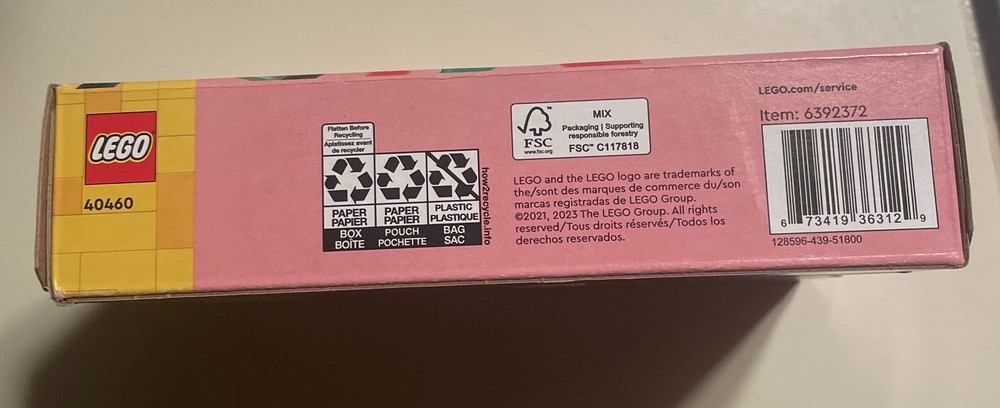 LEGO
40460
Flatten Before
Recycling
Aplatissez avant
de recycler
PAPER
PAPIER
BOX
BOÎTE
PAPER
PAPIER
POUCH
POCHETTE
PLASTIC
PLASTIQUE
BAG
SAC
how2recycle.info
FSC
www.fsc.org
MIX
Packaging | Supporting
responsible forestry
FSC™ C117818
LEGO and the LEGO logo are trademarks of
the/sont des marques de commerce du/son
marcas registradas de LEGO Group.
©2021, 2023 The LEGO Group. All rights
reserved/Tous droits réservés/Todos los
derechos reservados.
LEGO.com/service
Item: 6392372
6 73419 36312 9
128596-439-51800